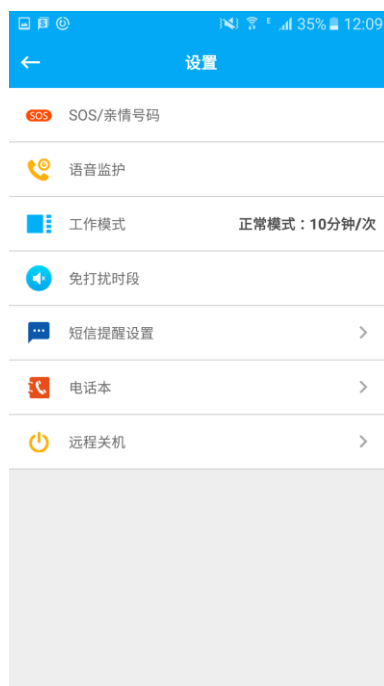 35% 12:09
设置
SOS SOS/亲情号码
语音监护
工作模式 正常模式：10分钟/次
免打扰时段
短信提醒设置
电话本
远程关机